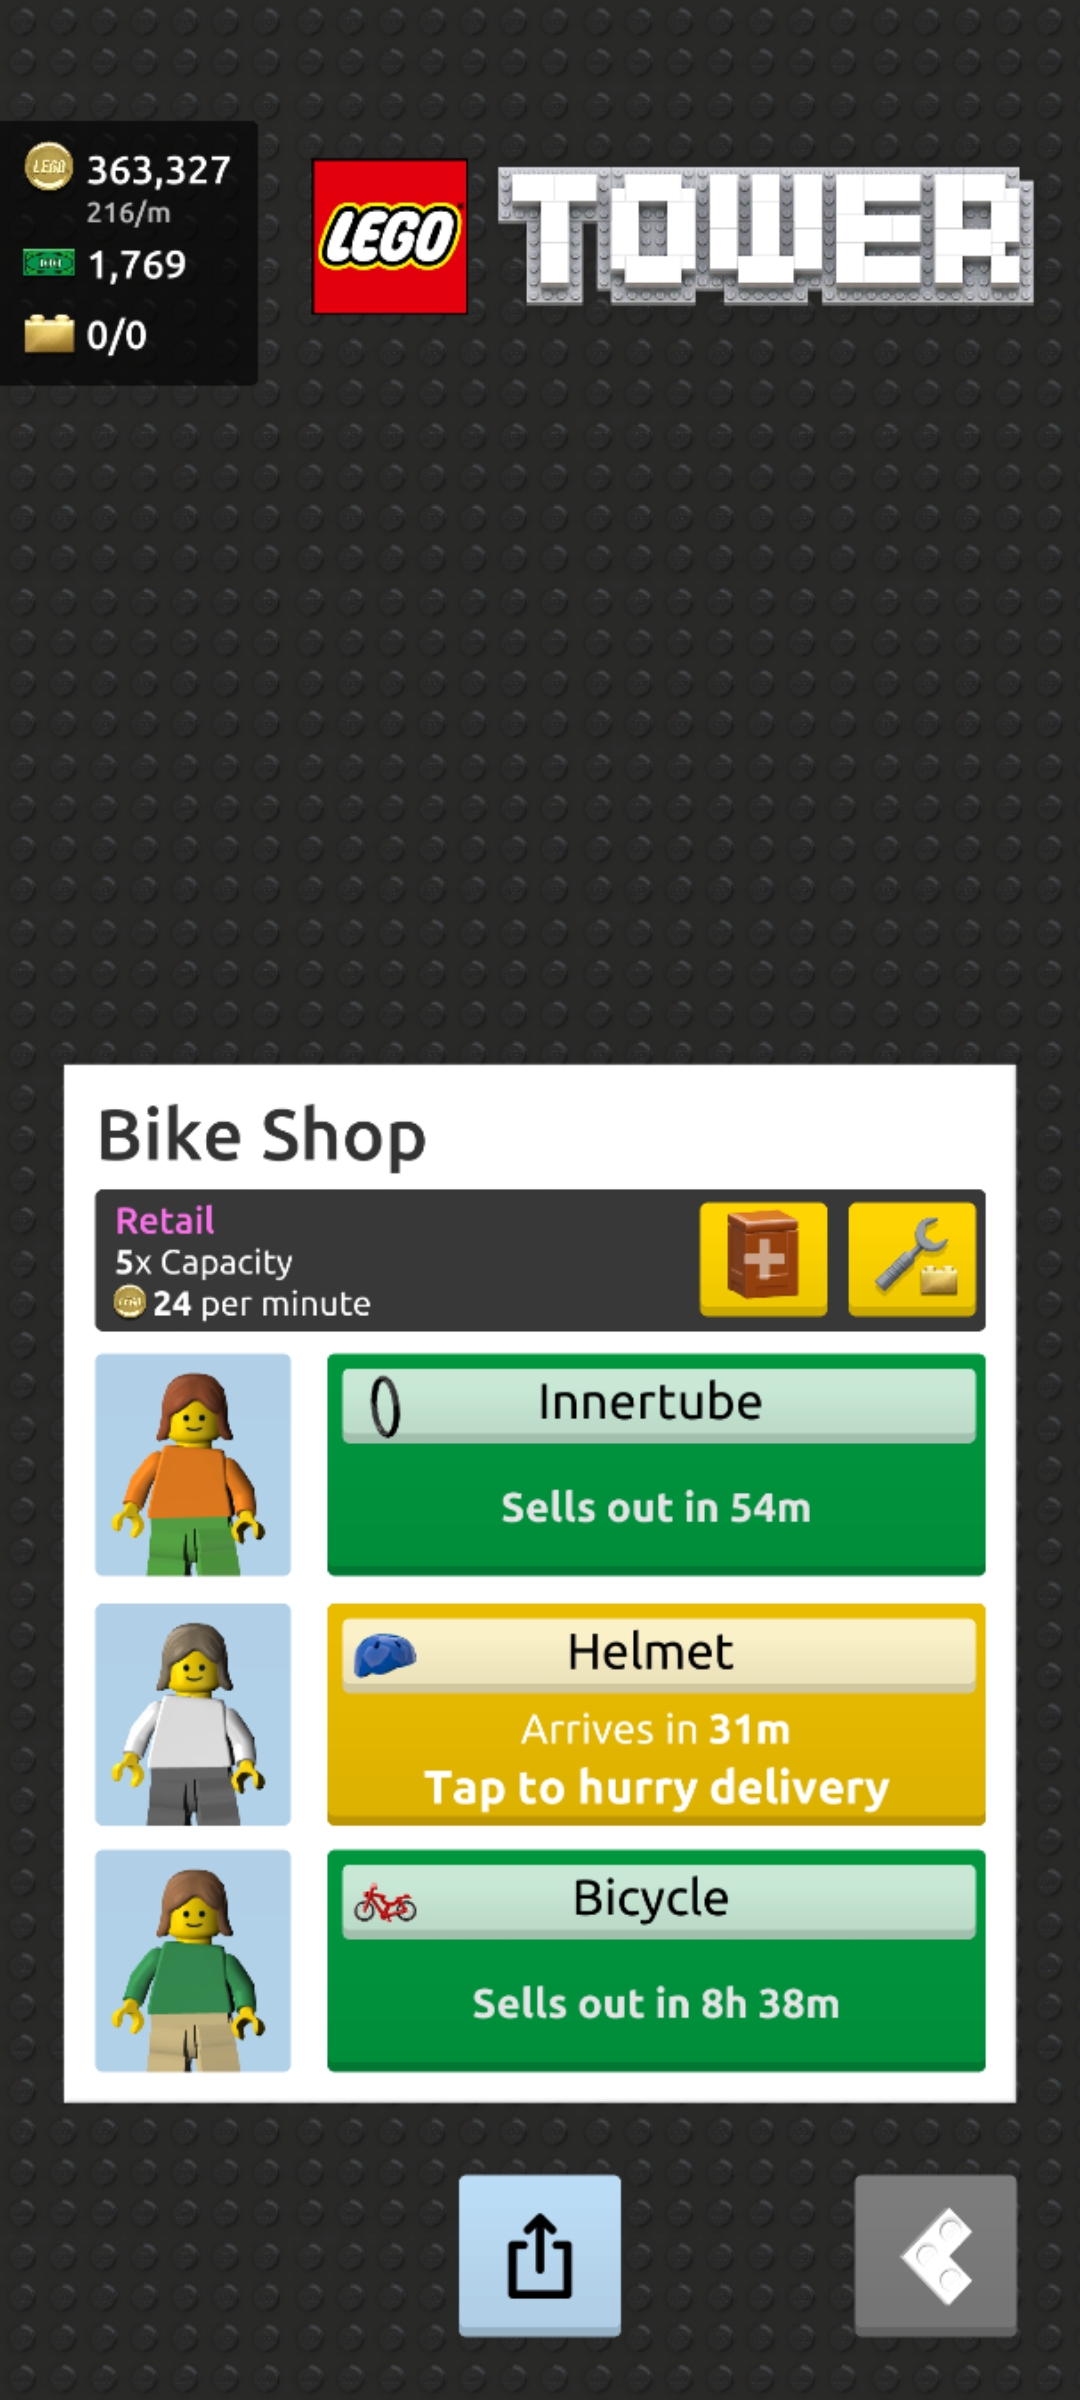 363,327
216/m
1,769
0/0
LEGO TOWER
Bike Shop
Retail
5x Capacity
24 per minute
Innertube
Sells out in 54m
Helmet
Arrives in 31m
Tap to hurry delivery
Bicycle
Sells out in 8h 38m